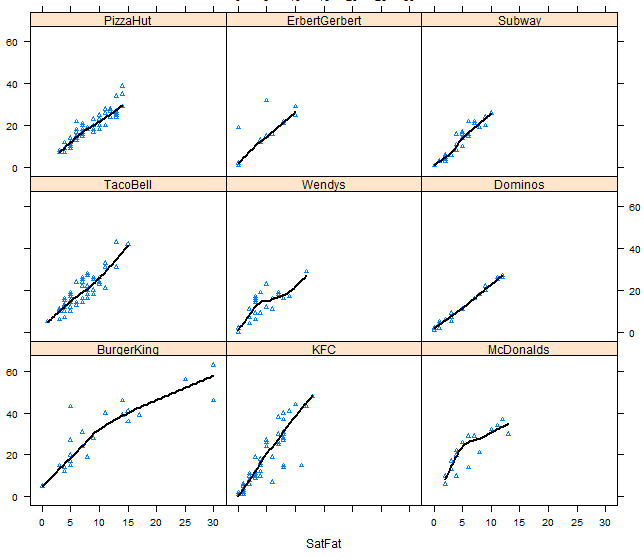 PizzaHut ErbertGerbert Subway
60
40
20
0
TacoBell Wendys Dominos
60
40
20
0
BurgerKing KFC McDonalds
60
40
20
0
0 5 10 15 20 25 30 0 5 10 15 20 25 30
SatFat